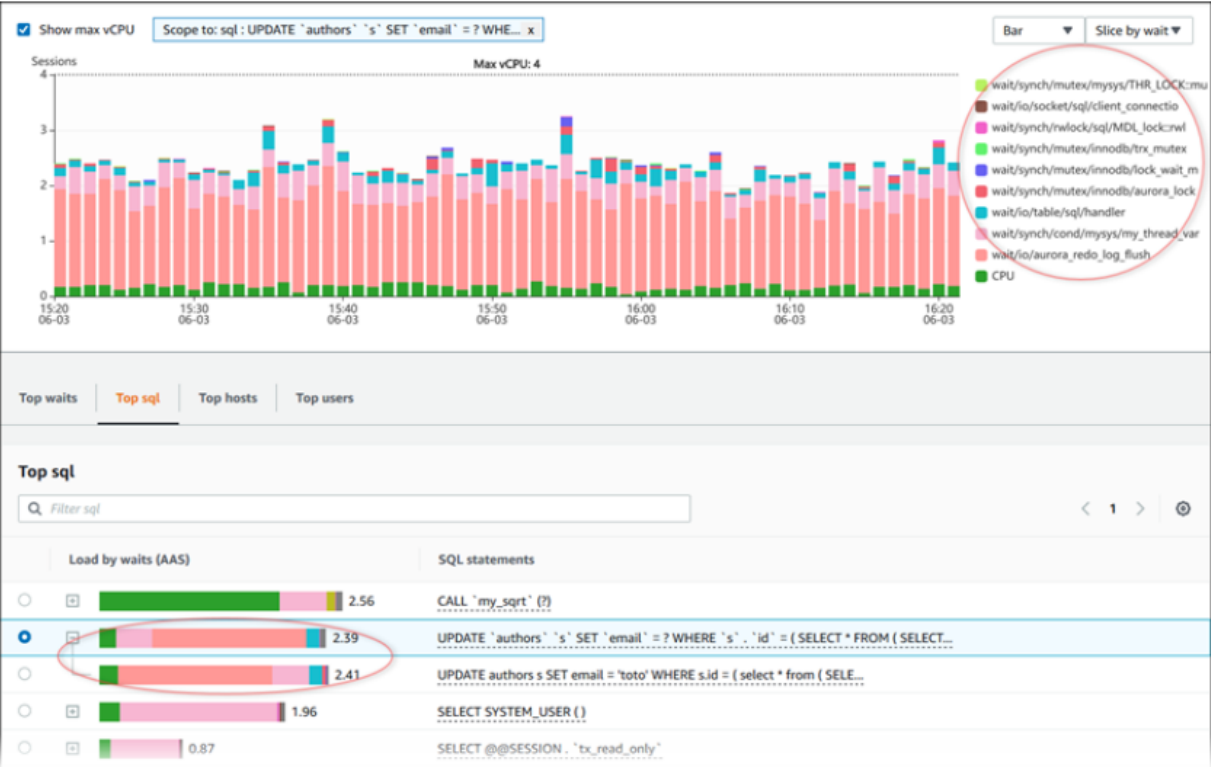 Show max vCPU
Scope to: sql : UPDATE `authors` `s` SET `email` = ? WHE... x
Bar
Slice by wait
Sessions
Max vCPU: 4
4
3
2
1
0
15:20
06-03
15:30
06-03
15:40
06-03
15:50
06-03
16:00
06-03
16:10
06-03
16:20
06-03
wait/synch/mutex/mysys/THR_LOCK::mu
wait/io/socket/sql/client_connectio
wait/synch/rwlock/sql/MDL_lock::rwl
wait/synch/mutex/innodb/trx_mutex
wait/synch/mutex/innodb/lock_wait_m
wait/synch/mutex/innodb/aurora_lock
wait/io/table/sql/handler
wait/synch/cond/mysys/my_thread_var
wait/io/aurora_redo_log_flush
CPU
Top waits
Top sql
Top hosts
Top users
Top sql
Filter sql
1
Load by waits (AAS)
SQL statements
2.56
CALL `my_sqrt` (?)
2.39
UPDATE `authors` `s` SET `email` = ? WHERE `s` . `id` = ( SELECT * FROM ( SELECT...
2.41
UPDATE authors s SET email = 'toto' WHERE s.id = ( select * from ( SELE...
1.96
SELECT SYSTEM_USER ( )
0.87
SELECT @@SESSION . `tx_read_only`